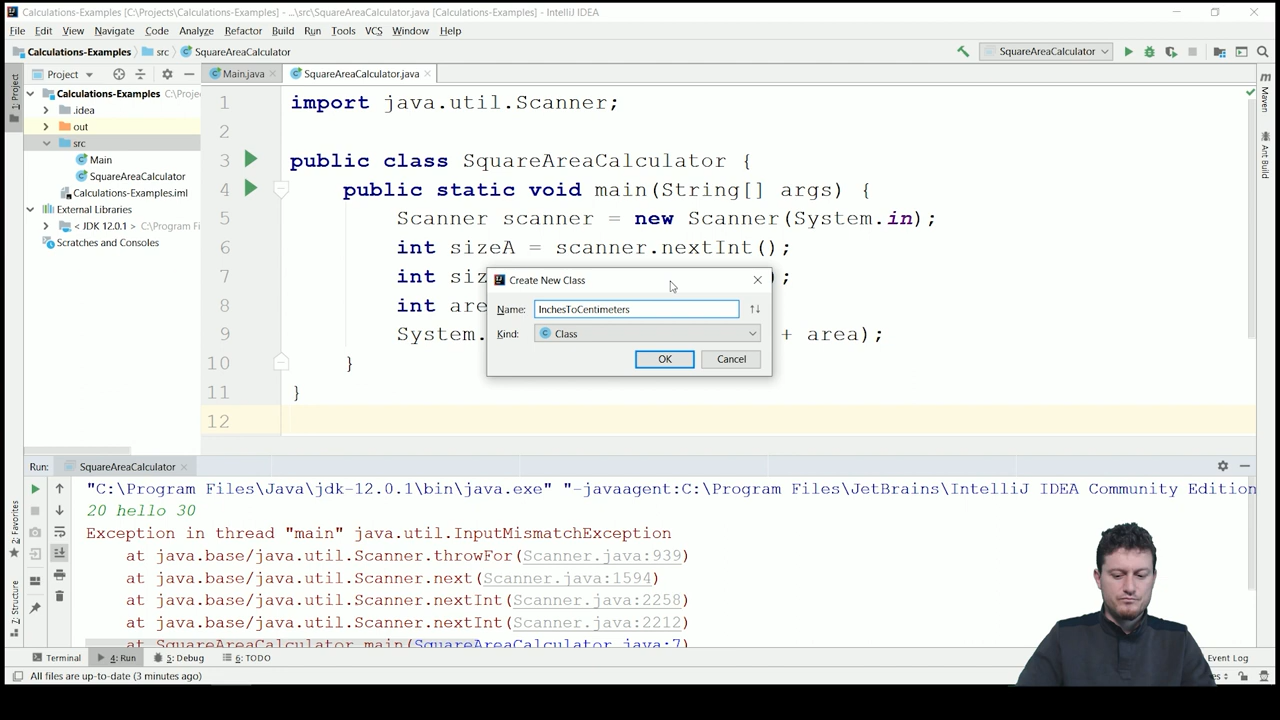 Calculations-Examples [C:\Projects\Calculations-Examples] - ...\src\SquareAreaCalculator.java [Calculations-Examples] - IntelliJ IDEA
File Edit View Navigate Code Analyze Refactor Build Run Tools VCS Window Help
Calculations-Examples src SquareAreaCalculator SquareAreaCalculator
1: Project
Project
Main.java SquareAreaCalculator.java
Calculations-Examples C:\Projec
.idea
out
src
Main
SquareAreaCalculator
Calculations-Examples.iml
External Libraries
< JDK 12.0.1 > C:\Program Fi
Scratches and Consoles
1 import java.util.Scanner;
2
3 public class SquareAreaCalculator {
4 public static void main(String[] args) {
5 Scanner scanner = new Scanner(System.in);
6 int sizeA = scanner.nextInt();
7 int siz ;
8 int are
9 System. + area);
10 }
11 }
12
Create New Class
Name: InchesToCentimeters
Kind: Class
OK Cancel
m
Maven
Ant Build
Run: SquareAreaCalculator
"C:\Program Files\Java\jdk-12.0.1\bin\java.exe" "-javaagent:C:\Program Files\JetBrains\IntelliJ IDEA Community Edition
20 hello 30
Exception in thread "main" java.util.InputMismatchException
at java.base/java.util.Scanner.throwFor(Scanner.java:939)
at java.base/java.util.Scanner.next(Scanner.java:1594)
at java.base/java.util.Scanner.nextInt(Scanner.java:2258)
at java.base/java.util.Scanner.nextInt(Scanner.java:2212)
at SquareAreaCalculator.main(SquareAreaCalculator.java:7)
2: Favorites
Z: Structure
Terminal 4: Run 5: Debug 6: TODO Event Log
All files are up-to-date (3 minutes ago) es